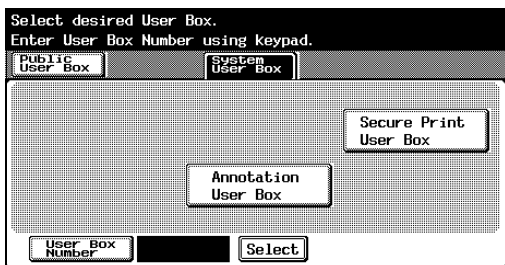 Select desired User Box.
Enter User Box Number using keypad.
Public
User Box
System
User Box
Secure Print
User Box
Annotation
User Box
User Box
Number
Select